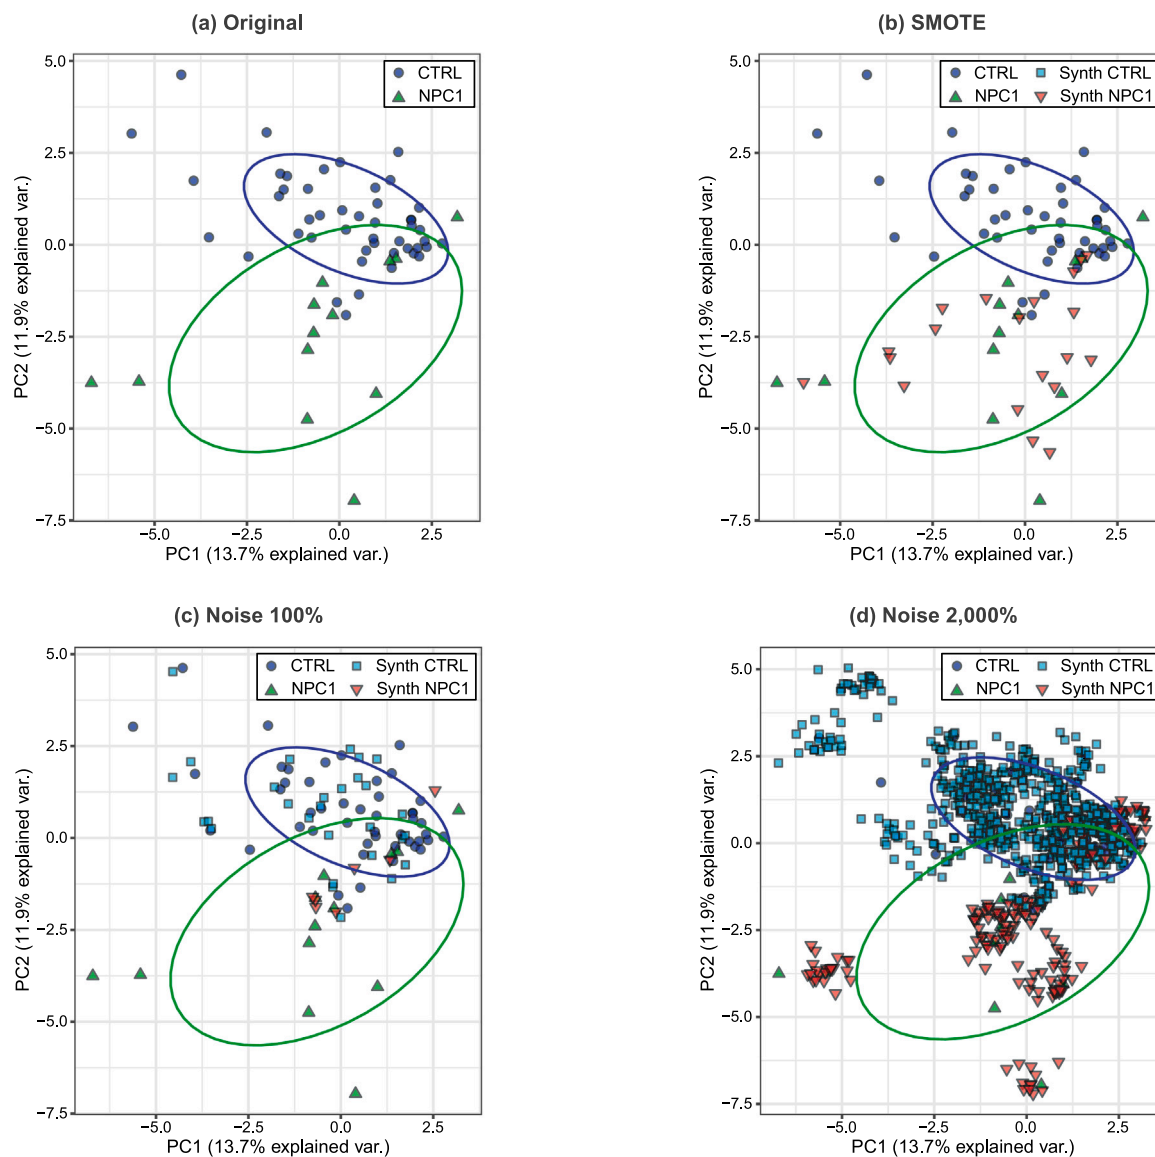 (a) Original
(b) SMOTE
CTRL
NPC1
5.0
2.5
0.0
−2.5
−5.0
−7.5
PC2 (11.9% explained var.)
−5.0 −2.5 0.0 2.5
PC1 (13.7% explained var.)
CTRL Synth CTRL
NPC1 Synth NPC1
5.0
2.5
0.0
−2.5
−5.0
−7.5
PC2 (11.9% explained var.)
−5.0 −2.5 0.0 2.5
PC1 (13.7% explained var.)
(c) Noise 100%
(d) Noise 2,000%
CTRL Synth CTRL
NPC1 Synth NPC1
5.0
2.5
0.0
−2.5
−5.0
−7.5
PC2 (11.9% explained var.)
−5.0 −2.5 0.0 2.5
PC1 (13.7% explained var.)
CTRL Synth CTRL
NPC1 Synth NPC1
5.0
2.5
0.0
−2.5
−5.0
−7.5
PC2 (11.9% explained var.)
−5.0 −2.5 0.0 2.5
PC1 (13.7% explained var.)